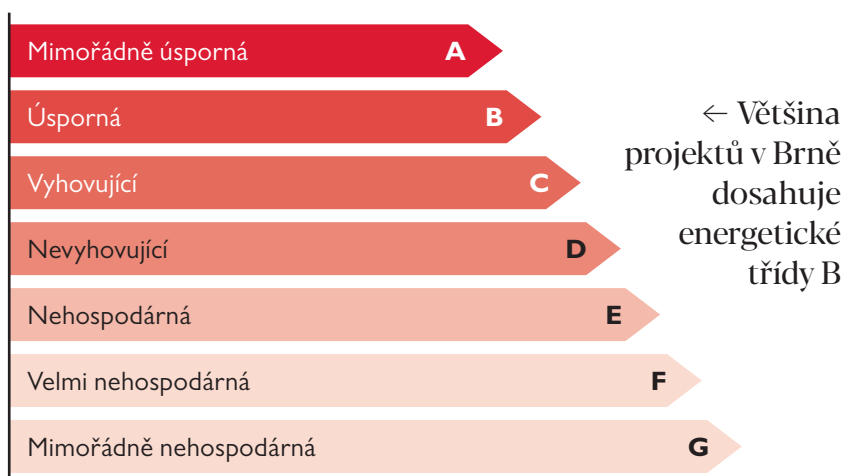 Mimořádně úsporná A
Úsporná B
Vyhovující C
Nevyhovující D
Nehospodárná E
Velmi nehospodárná F
Mimořádně nehospodárná G
← Většina
projektů v Brně
dosahuje
energetické
třídy B